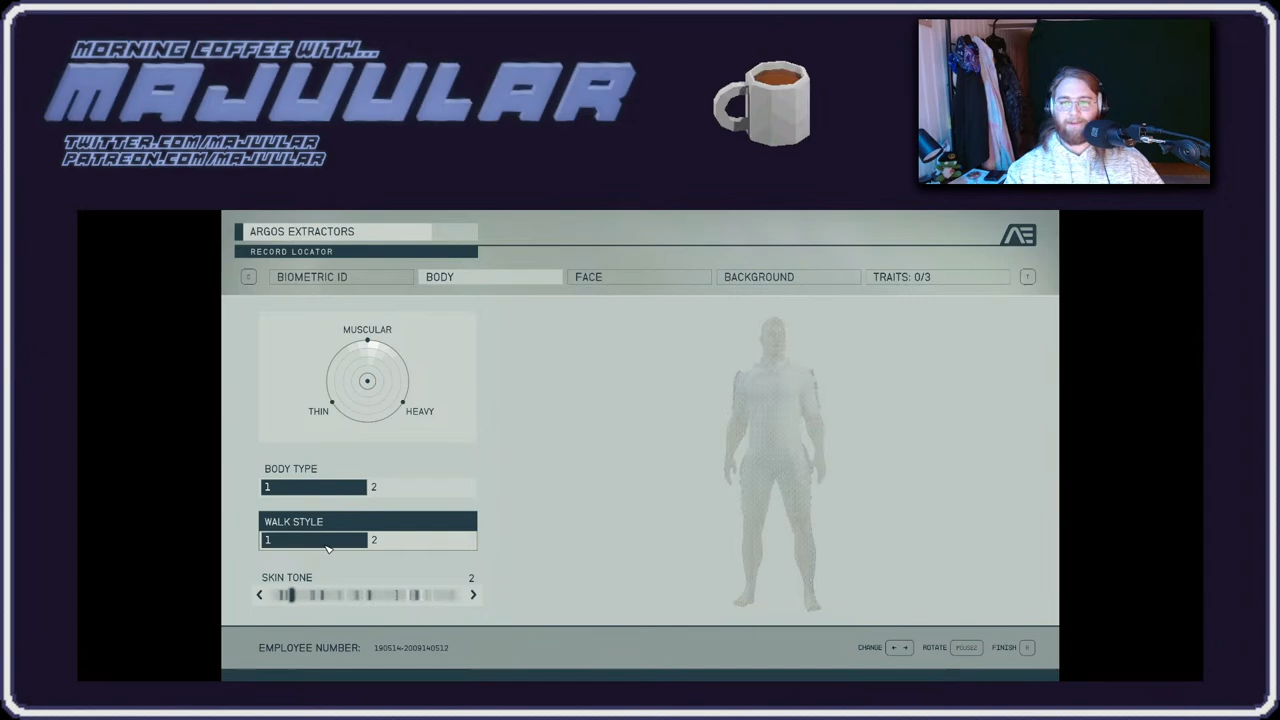 MORNING COFFEE WITH...
MAJUULAR
TWITTER.COM/MAJUULAR
PATREON.COM/MAJUULAR
ARGOS EXTRACTORS
AE
RECORD LOCATOR
BIOMETRIC ID
BODY
FACE
BACKGROUND
TRAITS: 0/3
MUSCULAR
THIN
HEAVY
BODY TYPE
1 2
WALK STYLE
1 2
SKIN TONE 2
EMPLOYEE NUMBER: 190514-2009140512
CHANGE
ROTATE MOUSE2
FINISH